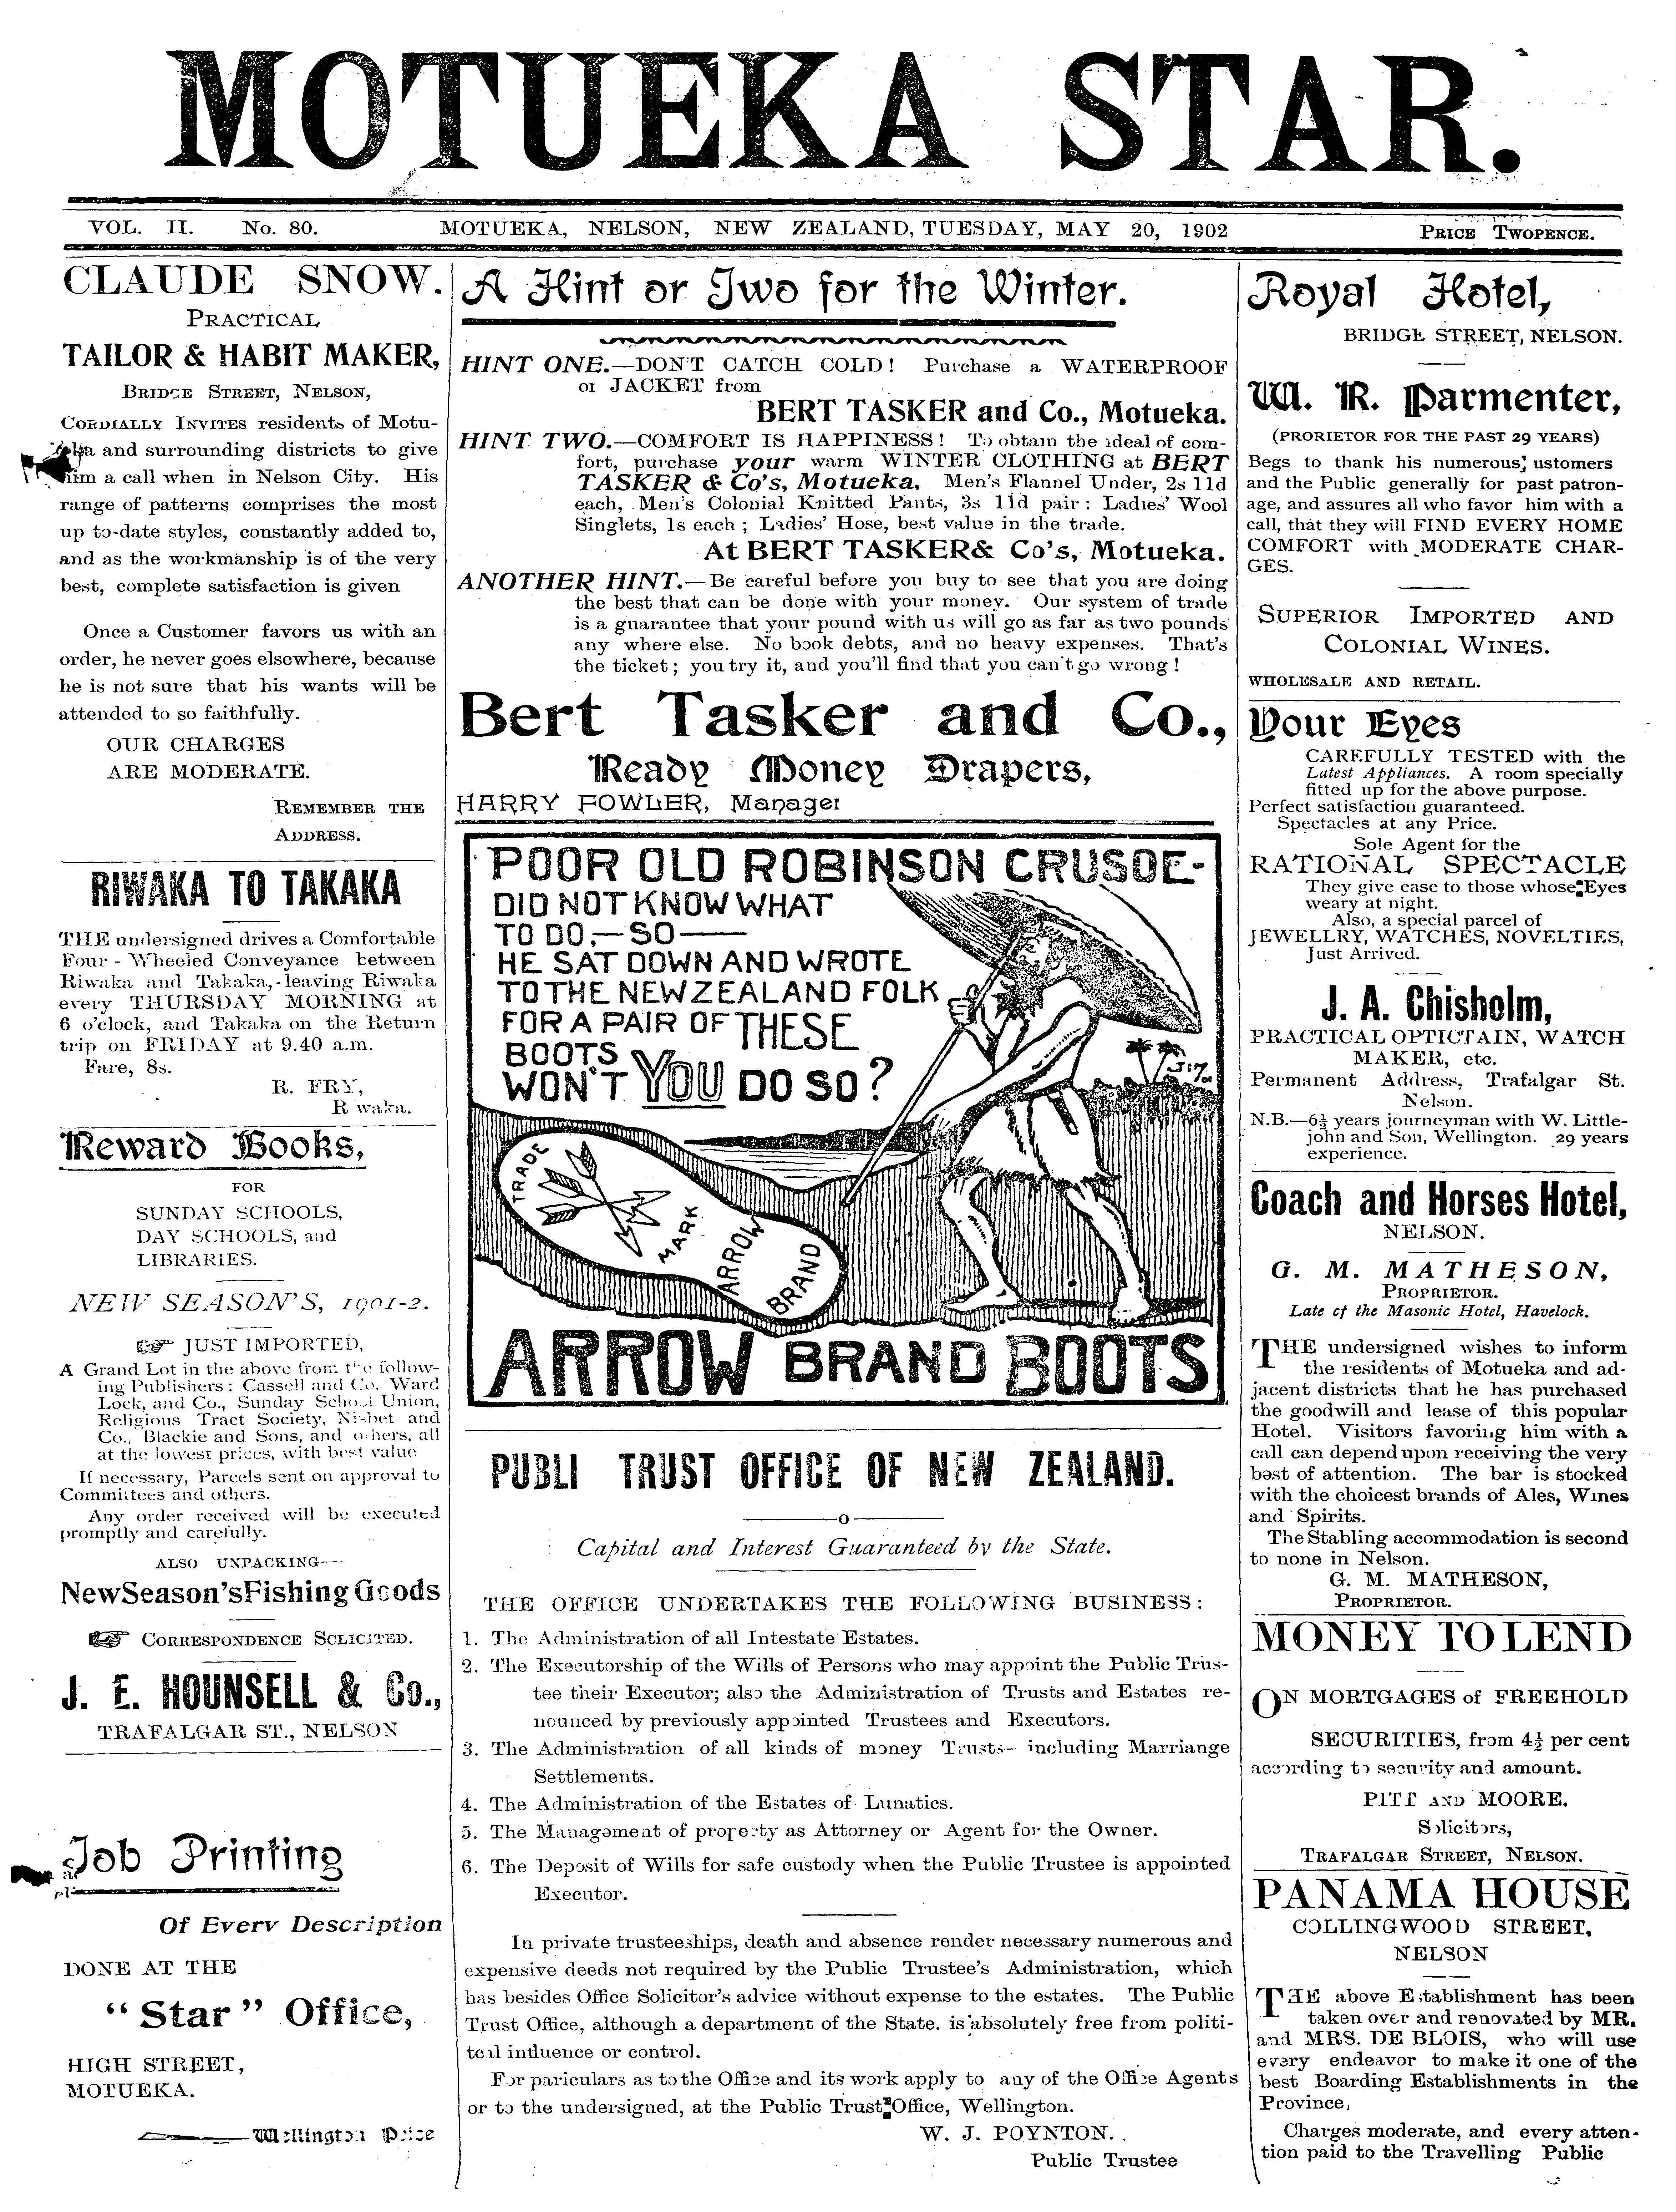 MOTUEKA STAR.
VOL. II. No. 80. MOTUEKA, NELSON, NEW ZEALAND, TUESDAY, MAY 20, 1902 PRICE TWOPENCE.
CLAUDE SNOW.
PRACTICAL
TAILOR & HABIT MAKER,
BRIDGE STREET, NELSON,
CORDIALLY INVITES residents of Motu-
eka and surrounding districts to give
him a call when in Nelson City. His
range of patterns comprises the most
up to-date styles, constantly added to,
and as the workmanship is of the very
best, complete satisfaction is given
Once a Customer favors us with an
order, he never goes elsewhere, because
he is not sure that his wants will be
attended to so faithfully.
OUR CHARGES
ARE MODERATE.
REMEMBER THE
ADDRESS.
RIWAKA TO TAKAKA
THE undersigned drives a Comfortable
Four - Wheeled Conveyance between
Riwaka and Takaka,-leaving Riwaka
every THURSDAY MORNING at
6 o'clock, and Takaka on the Return
trip on FRIDAY at 9.40 a.m.
Fare, 8s.
R. FRY,
R waka.
Reward Books,
FOR
SUNDAY SCHOOLS,
DAY SCHOOLS, and
LIBRARIES.
NEW SEASON'S, 1901-2.
JUST IMPORTED,
A Grand Lot in the above from the follow-
ing Publishers: Cassell and Co. Ward
Lock, and Co., Sunday School Union,
Religious Tract Society, Nisbet and
Co., Blackie and Sons, and others, all
at the lowest prices, with best value
If necessary, Parcels sent on approval to
Committees and others.
Any order received will be executed
promptly and carefully.
ALSO UNPACKING—
NewSeason'sFishing Goods
CORRESPONDENCE SCLICITED.
J. E. HOUNSELL & Co.,
TRAFALGAR ST., NELSON
Job Printing
Of Every Description
DONE AT THE
"Star" Office,
HIGH STREET,
MOTUEKA.
Wellington Price
A Hint or Two for the Winter.
HINT ONE.—DON'T CATCH COLD! Purchase a WATERPROOF
or JACKET from
BERT TASKER and Co., Motueka.
HINT TWO.—COMFORT IS HAPPINESS! To obtain the ideal of com-
fort, purchase your warm WINTER CLOTHING at BERT
TASKER & Co's, Motueka. Men's Flannel Under, 2s 11d
each, Men's Colonial Knitted Pants, 3s 11d pair: Ladies' Wool
Singlets, 1s each; Ladies' Hose, best value in the trade.
At BERT TASKER& Co's, Motueka.
ANOTHER HINT.—Be careful before you buy to see that you are doing
the best that can be done with your money. Our system of trade
is a guarantee that your pound with us will go as far as two pounds
any where else. No book debts, and no heavy expenses. That's
the ticket; you try it, and you'll find that you can't go wrong!
Bert Tasker and Co.,
Ready Money Drapers,
HARRY FOWLER, Manager
POOR OLD ROBINSON CRUSOE-
DID NOT KNOW WHAT
TO DO,—SO—
HE SAT DOWN AND WROTE
TO THE NEW ZEALAND FOLK
FOR A PAIR OF THESE
BOOTS
WON'T YOU DO SO?
TRADE
MARK
ARROW
BRAND
ARROW BRAND BOOTS
PUBLI TRUST OFFICE OF NEW ZEALAND.
o
Capital and Interest Guaranteed by the State.
THE OFFICE UNDERTAKES THE FOLLOWING BUSINESS:
1. The Administration of all Intestate Estates.
2. The Executorship of the Wills of Persons who may appoint the Public Trus-
tee their Executor; also the Administration of Trusts and Estates re-
nounced by previously appointed Trustees and Executors.
3. The Administration of all kinds of money Trusts- including Marriange
Settlements.
4. The Administration of the Estates of Lunatics.
5. The Management of property as Attorney or Agent for the Owner.
6. The Deposit of Wills for safe custody when the Public Trustee is appointed
Executor.
In private trusteeships, death and absence render necessary numerous and
expensive deeds not required by the Public Trustee's Administration, which
has besides Office Solicitor's advice without expense to the estates. The Public
Trust Office, although a department of the State. is absolutely free from politi-
tcal influence or control.
For pariculars as to the Office and its work apply to any of the Office Agents
or to the undersigned, at the Public Trust Office, Wellington.
W. J. POYNTON.
Public Trustee
Royal Hotel,
BRIDGE STREET, NELSON.
W. R. Parmenter,
(PRORIETOR FOR THE PAST 29 YEARS)
Begs to thank his numerous ustomers
and the Public generally for past patron-
age, and assures all who favor him with a
call, that they will FIND EVERY HOME
COMFORT with MODERATE CHAR-
GES.
SUPERIOR IMPORTED AND
COLONIAL WINES.
WHOLESALE AND RETAIL.
Your Eyes
CAREFULLY TESTED with the
Latest Appliances. A room specially
fitted up for the above purpose.
Perfect satisfaction guaranteed.
Spectacles at any Price.
Sole Agent for the
RATIONAL SPECTACLE
They give ease to those whose Eyes
weary at night.
Also, a special parcel of
JEWELLRY, WATCHES, NOVELTIES,
Just Arrived.
J. A. Chisholm,
PRACTICAL OPTICTAIN, WATCH
MAKER, etc.
Permanent Address, Trafalgar St.
Nelson.
N.B.—6½ years journeyman with W. Little-
john and Son, Wellington. 29 years
experience.
Coach and Horses Hotel,
NELSON.
G. M. MATHESON,
PROPRIETOR.
Late of the Masonic Hotel, Havelock.
THE undersigned wishes to inform
the residents of Motueka and ad-
jacent districts that he has purchased
the goodwill and lease of this popular
Hotel. Visitors favoring him with a
call can depend upon receiving the very
best of attention. The bar is stocked
with the choicest brands of Ales, Wines
and Spirits.
The Stabling accommodation is second
to none in Nelson.
G. M. MATHESON,
PROPRIETOR.
MONEY TO LEND
ON MORTGAGES of FREEHOLD
SECURITIES, from 4½ per cent
according to security and amount.
PITT AND MOORE.
Solicitors,
TRAFALGAR STREET, NELSON.
PANAMA HOUSE
COLLINGWOOD STREET,
NELSON
THE above Establishment has been
taken over and renovated by MR.
and MRS. DE BLOIS, who will use
every endeavor to make it one of the
best Boarding Establishments in the
Province,
Charges moderate, and every atten-
tion paid to the Travelling Public